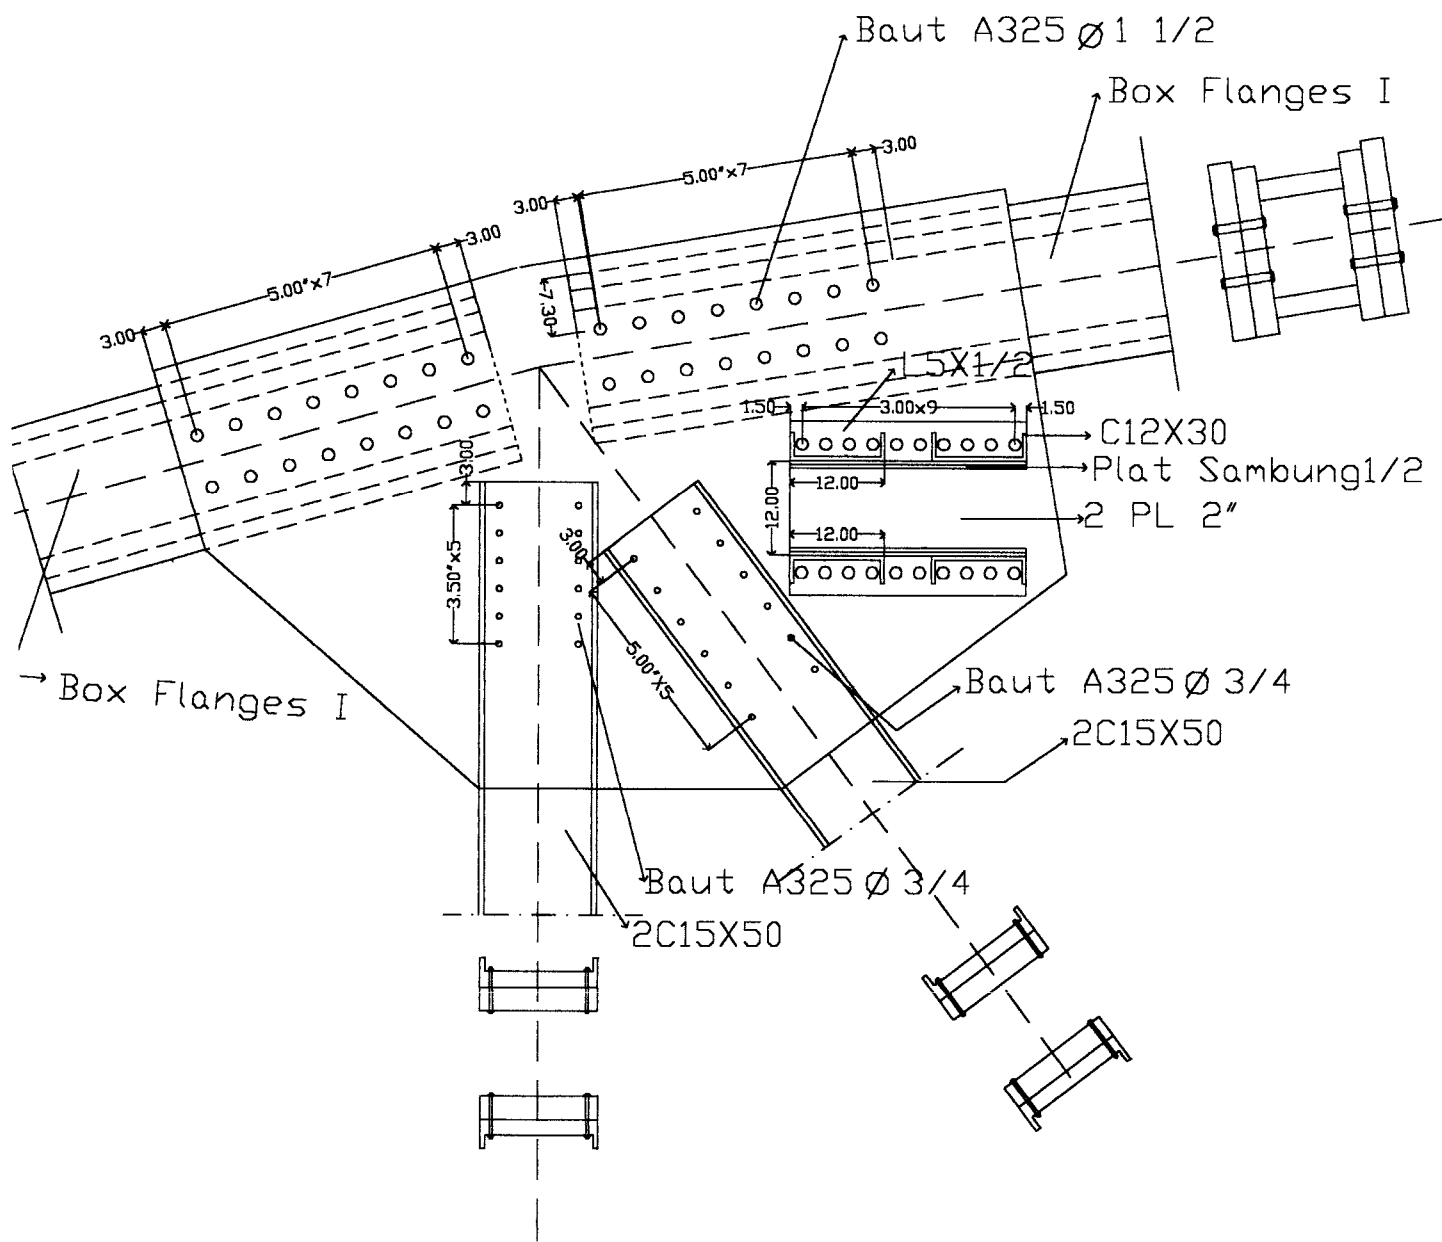 Baut A325 Ø 1 1/2
Box Flanges I
3.00
5.00"x7
3.00
3.00
5.00"x7
3.00
7.30
L5X1/2
1.50
3.00x9
1.50
C12X30
Plat Sambung1/2
12.00
12.00
2 PL 2"
12.00
3.00
3.50"x5
3.00
5.00"X5
Box Flanges I
Baut A325 Ø 3/4
2C15X50
Baut A325 Ø 3/4
2C15X50